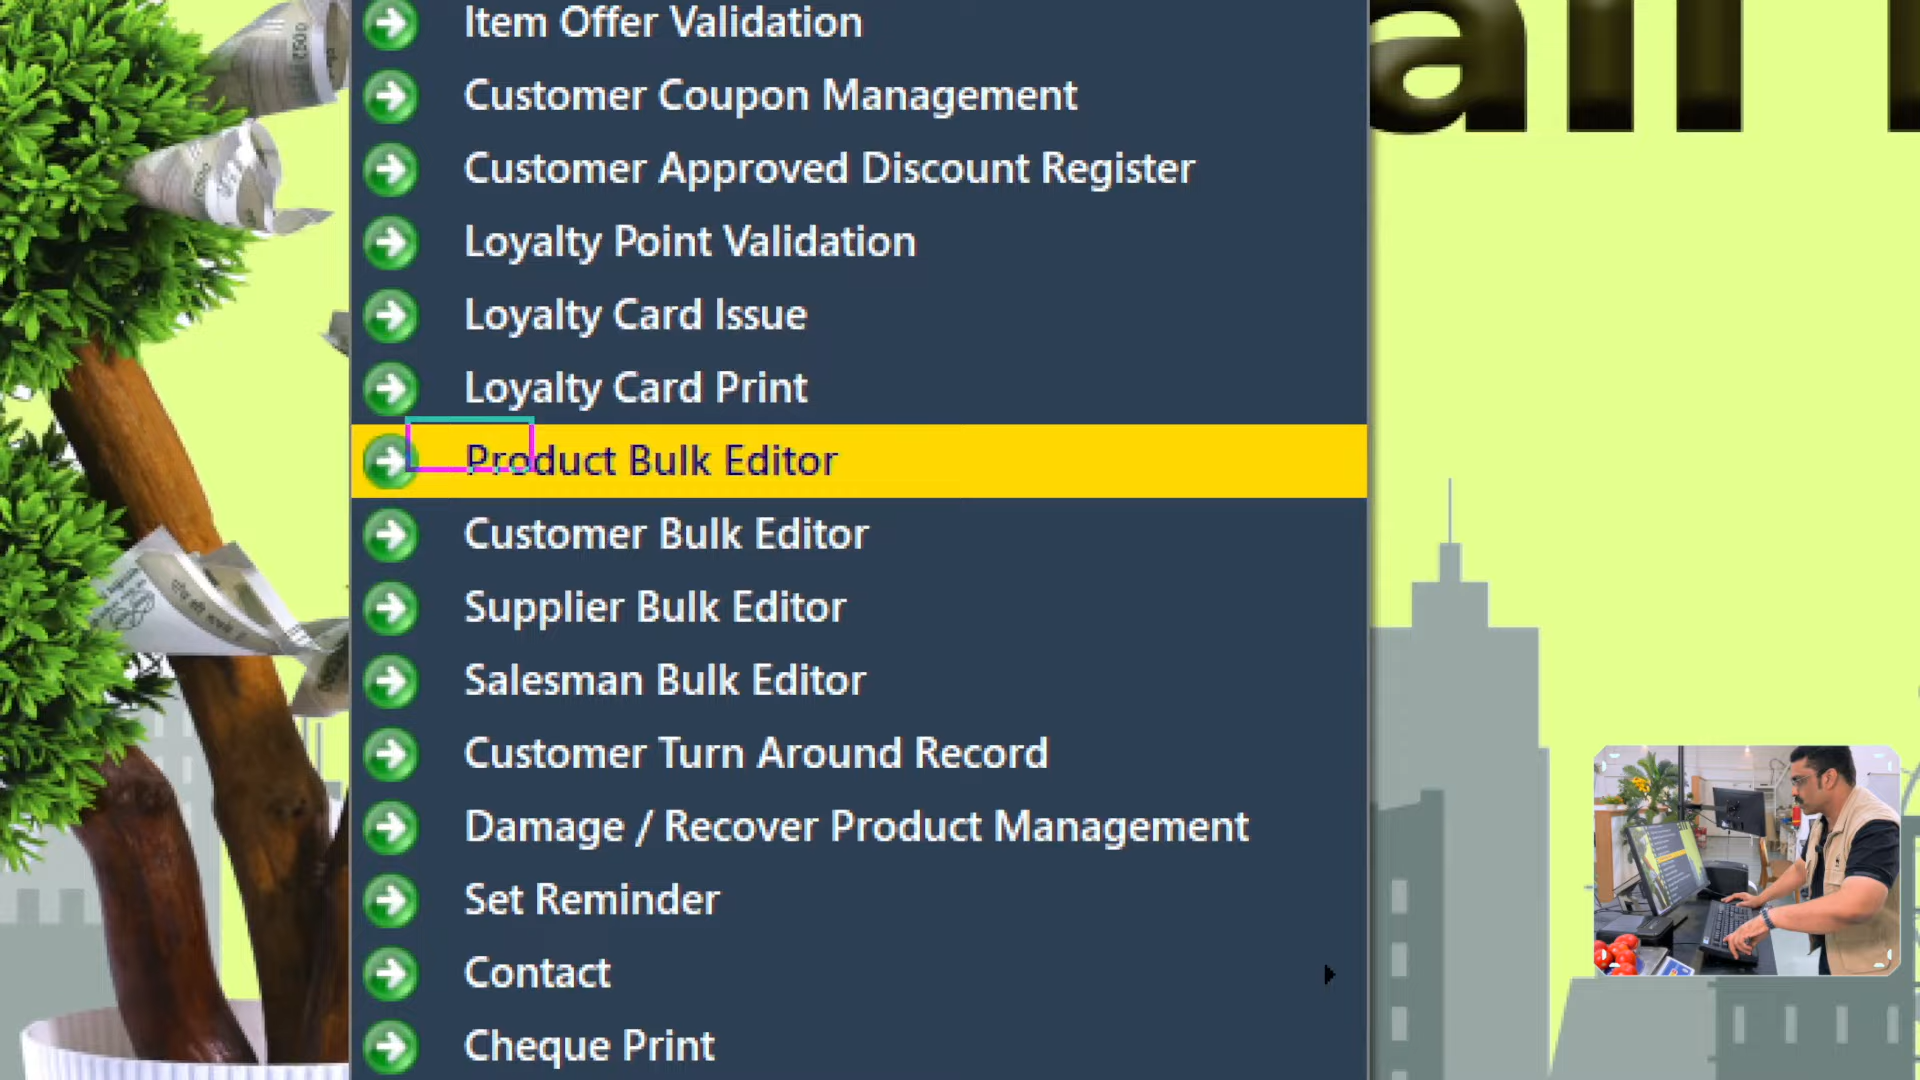 Item Offer Validation
Customer Coupon Management
Customer Approved Discount Register
Loyalty Point Validation
Loyalty Card Issue
Loyalty Card Print
Product Bulk Editor
Customer Bulk Editor
Supplier Bulk Editor
Salesman Bulk Editor
Customer Turn Around Record
Damage / Recover Product Management
Set Reminder
Contact
Cheque Print